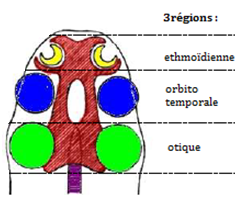 3régions :
ethmoïdienne
orbito
temporale
otique